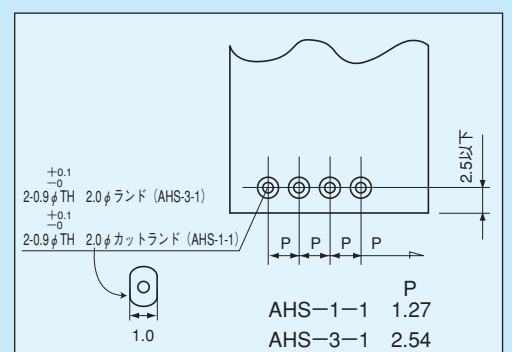 2.5以下
+0.1
−0
2-0.9φTH 2.0φランド（AHS-3-1）
+0.1
−0
2-0.9φTH 2.0φカットランド（AHS-1-1）
P P P P
1.0
P
AHS−1−1 1.27
AHS−3−1 2.54